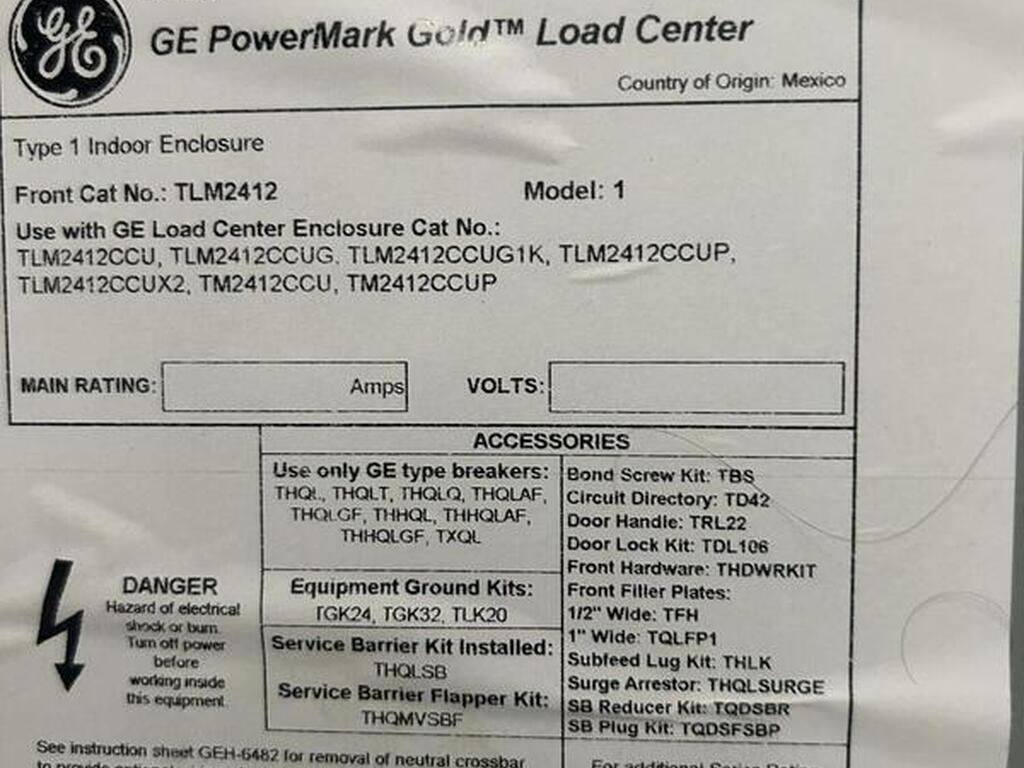 GE
GE PowerMark Gold™ Load Center
Country of Origin: Mexico
Type 1 Indoor Enclosure
Front Cat No.: TLM2412 Model: 1
Use with GE Load Center Enclosure Cat No.:
TLM2412CCU, TLM2412CCUG, TLM2412CCUG1K, TLM2412CCUP,
TLM2412CCUX2, TM2412CCU, TM2412CCUP
MAIN RATING: Amps VOLTS:
ACCESSORIES
Use only GE type breakers:
THQL, THQLT, THQLQ, THQLAF,
THQLGF, THHQL, THHQLAF,
THHQLGF, TXQL
Equipment Ground Kits:
TGK24, TGK32, TLK20
Service Barrier Kit Installed:
THQLSB
Service Barrier Flapper Kit:
THQMVSBF
Bond Screw Kit: TBS
Circuit Directory: TD42
Door Handle: TRL22
Door Lock Kit: TDL106
Front Hardware: THDWRKIT
Front Filler Plates:
1/2" Wide: TFH
1" Wide: TQLFP1
Subfeed Lug Kit: THLK
Surge Arrestor: THQLSURGE
SB Reducer Kit: TQDSBR
SB Plug Kit: TQDSFSBP
DANGER
Hazard of electrical
shock or burn.
Turn off power
before
working inside
this equipment.
See instruction sheet GEH-6482 for removal of neutral crossbar
For additional Series